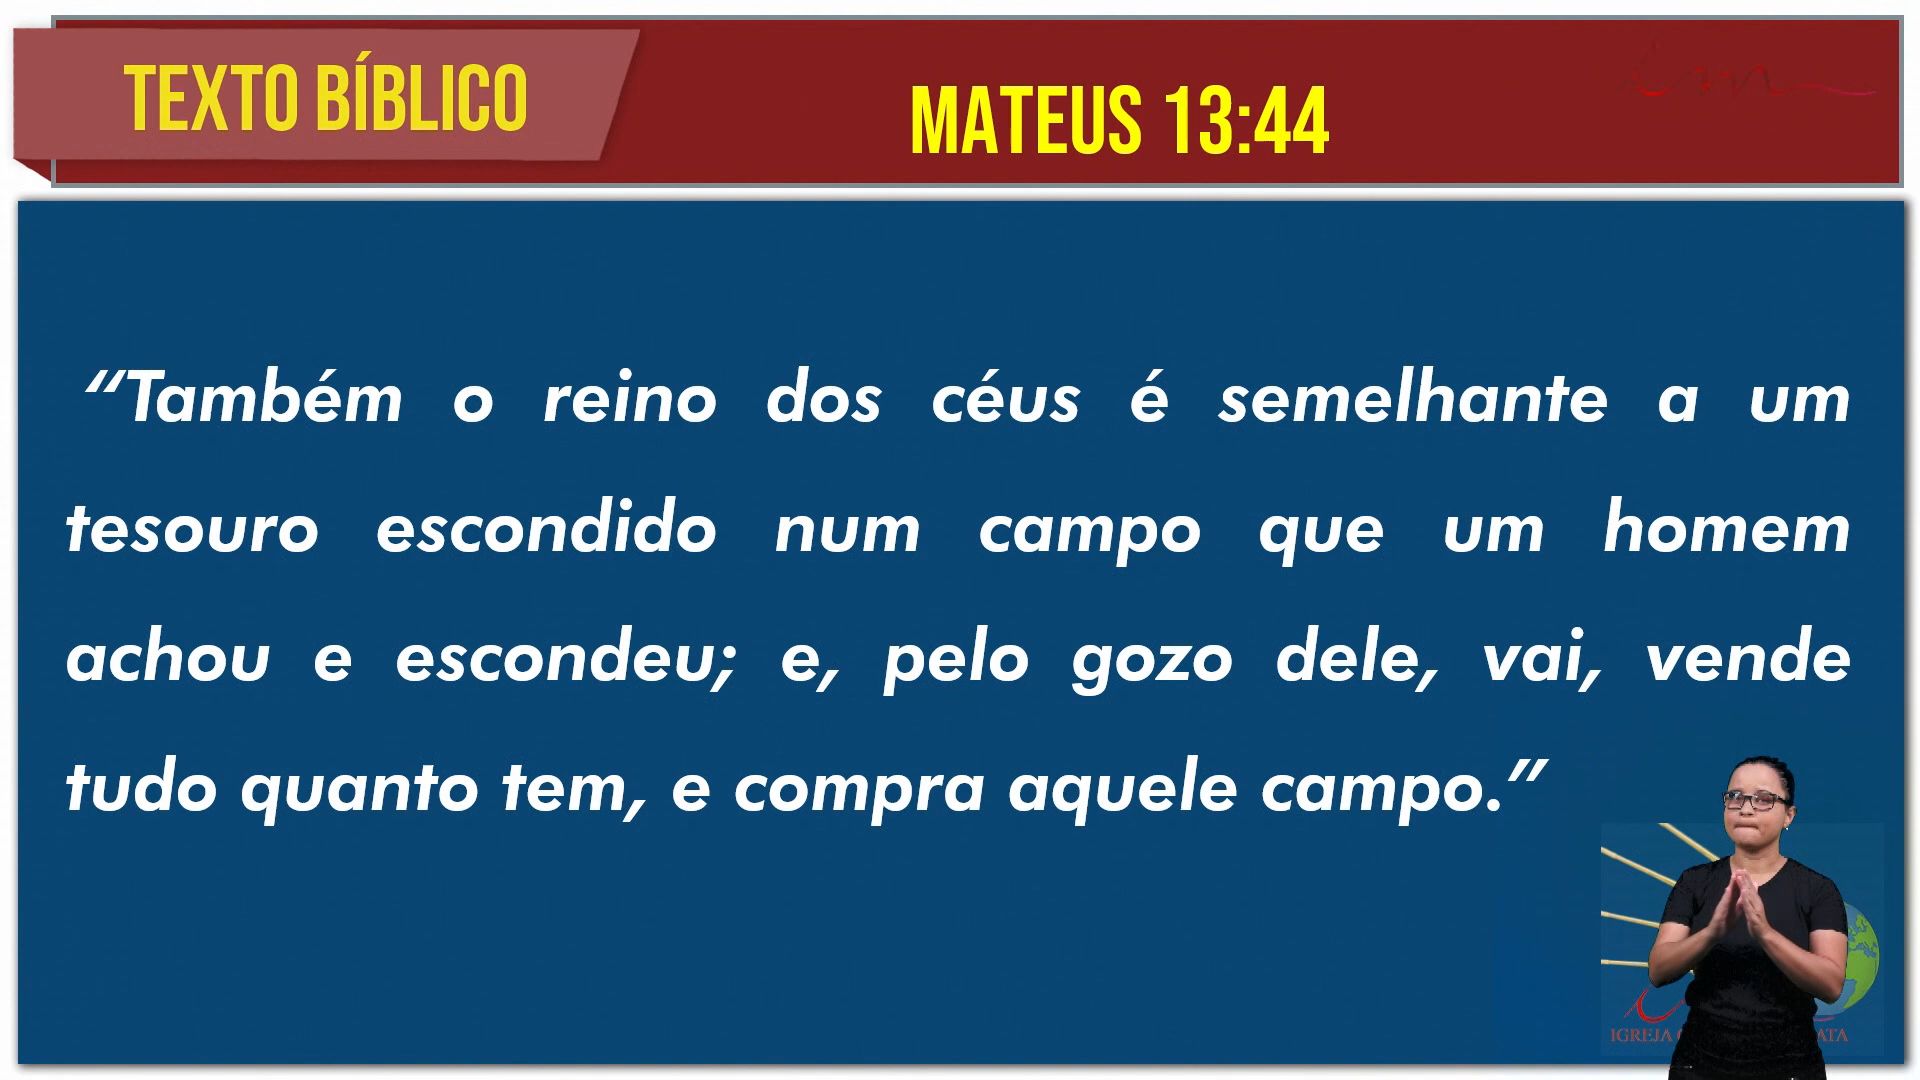 TEXTO BÍBLICO
MATEUS 13:44
“Também o reino dos céus é semelhante a um
tesouro escondido num campo que um homem
achou e escondeu; e, pelo gozo dele, vai, vende
tudo quanto tem, e compra aquele campo.”
IGREJA